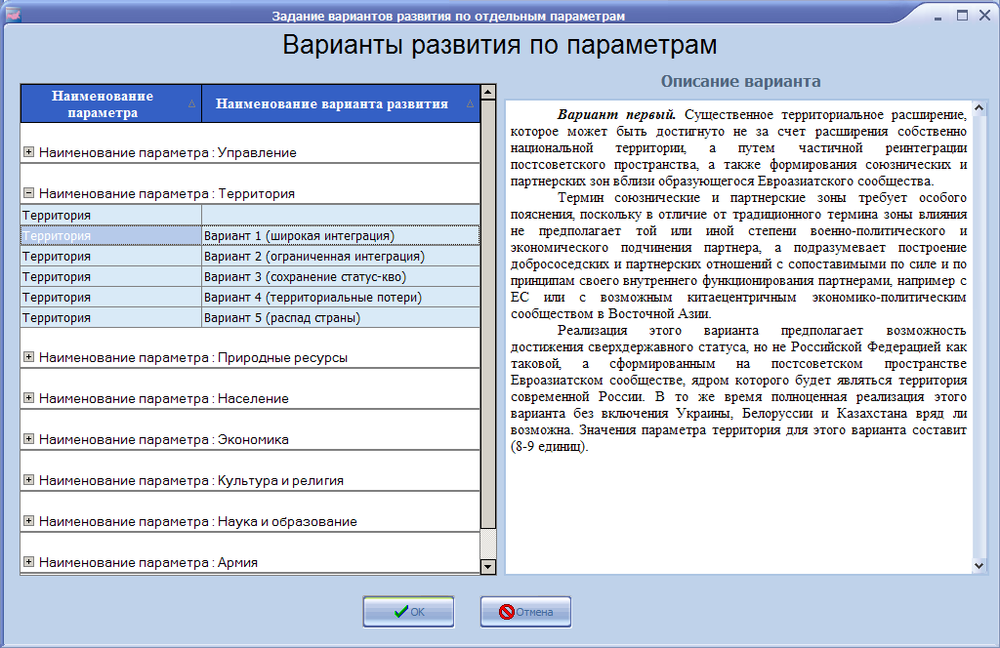 Задание вариантов развития по отдельным параметрам
Варианты развития по параметрам
Наименование
параметра
Наименование варианта развития
Наименование параметра : Управление
Наименование параметра : Территория
Территория
Территория Вариант 1 (широкая интеграция)
Территория Вариант 2 (ограниченная интеграция)
Территория Вариант 3 (сохранение статус-кво)
Территория Вариант 4 (территориальные потери)
Территория Вариант 5 (распад страны)
Наименование параметра : Природные ресурсы
Наименование параметра : Население
Наименование параметра : Экономика
Наименование параметра : Культура и религия
Наименование параметра : Наука и образование
Наименование параметра : Армия
Описание варианта
Вариант первый. Существенное территориальное расширение,
которое может быть достигнуто не за счет расширения собственно
национальной территории, а путем частичной реинтеграции
постсоветского пространства, а также формирования союзнических и
партнерских зон вблизи образующегося Евроазиатского сообщества.
Термин союзнические и партнерские зоны требует особого
пояснения, поскольку в отличие от традиционного термина зоны влияния
не предполагает той или иной степени военно-политического и
экономического подчинения партнера, а подразумевает построение
добрососедских и партнерских отношений с сопоставимыми по силе и по
принципам своего внутреннего функционирования партнерами, например с
ЕС или с возможным китаецентричным экономико-политическим
сообществом в Восточной Азии.
Реализация этого варианта предполагает возможность
достижения сверхдержавного статуса, но не Российской Федерацией как
таковой, а сформированным на постсоветском пространстве
Евроазиатском сообществе, ядром которого будет являться территория
современной России. В то же время полноценная реализация этого
варианта без включения Украины, Белоруссии и Казахстана вряд ли
возможна. Значения параметра территория для этого варианта составит
(8-9 единиц).
OK
Отмена